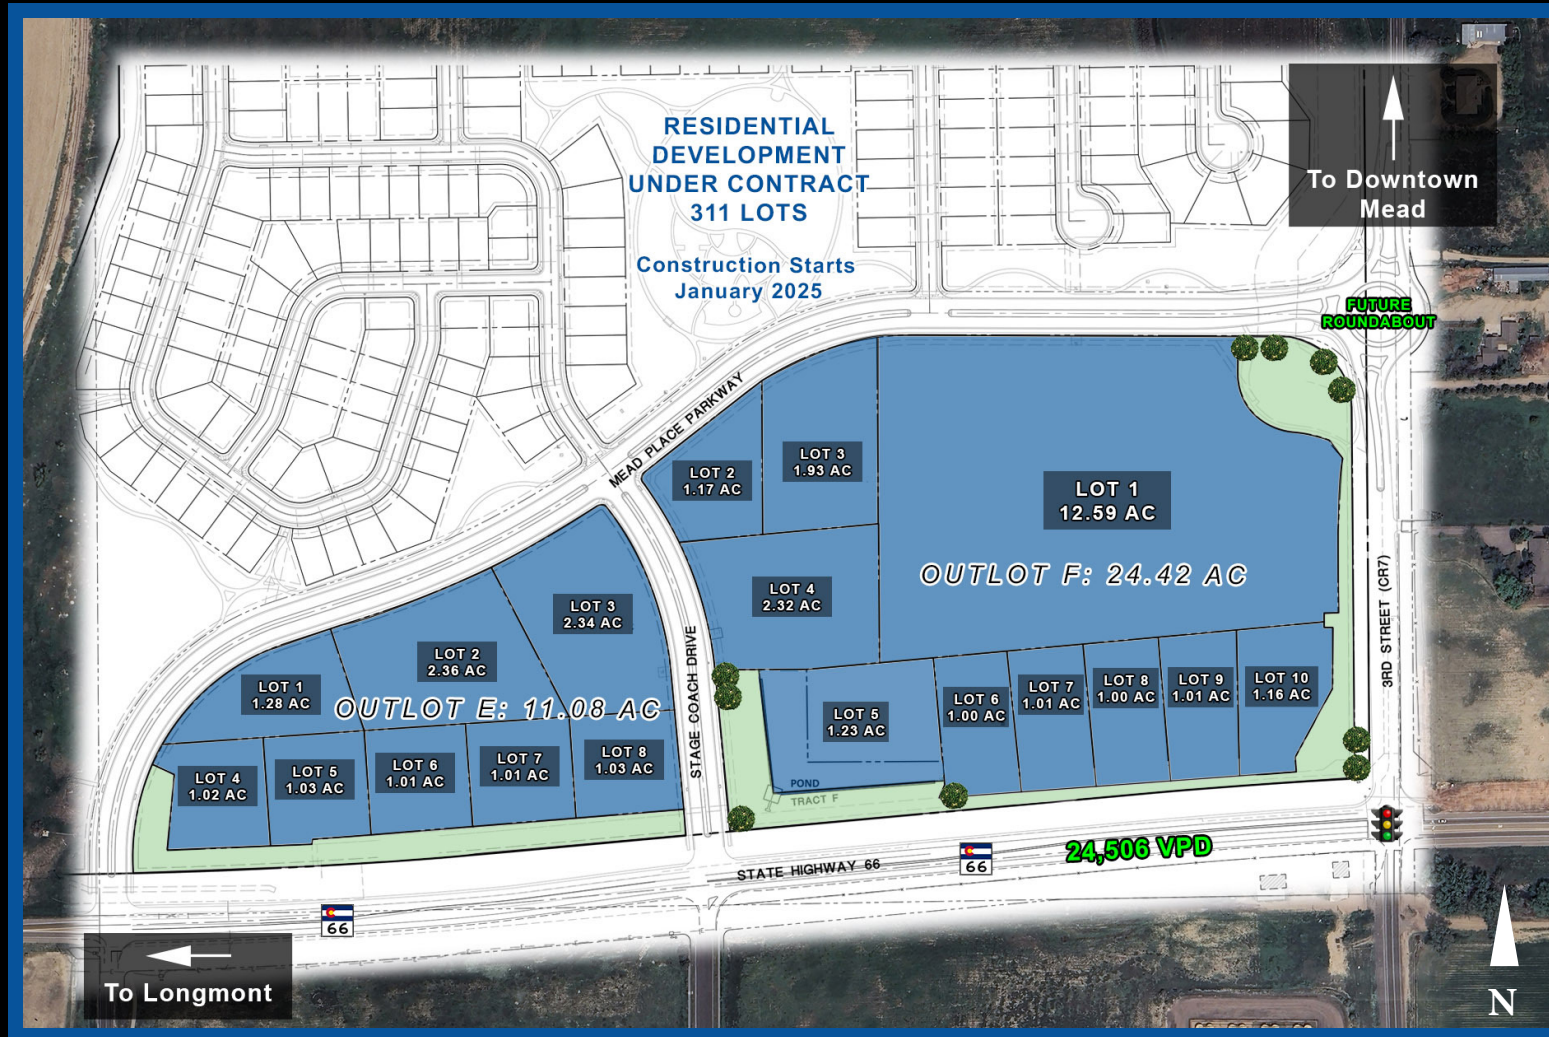 RESIDENTIAL
DEVELOPMENT
UNDER CONTRACT
311 LOTS
Construction Starts
January 2025
To Downtown
Mead
FUTURE
ROUNDABOUT
MEAD PLACE PARKWAY
LOT 2
1.17 AC
LOT 3
1.93 AC
LOT 1
12.59 AC
OUTLOT F: 24.42 AC
LOT 4
2.32 AC
3RD STREET (CR7)
LOT 3
2.34 AC
LOT 2
2.36 AC
LOT 1
1.28 AC
OUTLOT E: 11.08 AC
STAGE COACH DRIVE
LOT 5
1.23 AC
LOT 6
1.00 AC
LOT 7
1.01 AC
LOT 8
1.00 AC
LOT 9
1.01 AC
LOT 10
1.16 AC
LOT 4
1.02 AC
LOT 5
1.03 AC
LOT 6
1.01 AC
LOT 7
1.01 AC
LOT 8
1.03 AC
POND
TRACT F
STATE HIGHWAY 66
66
24,506 VPD
66
To Longmont
N